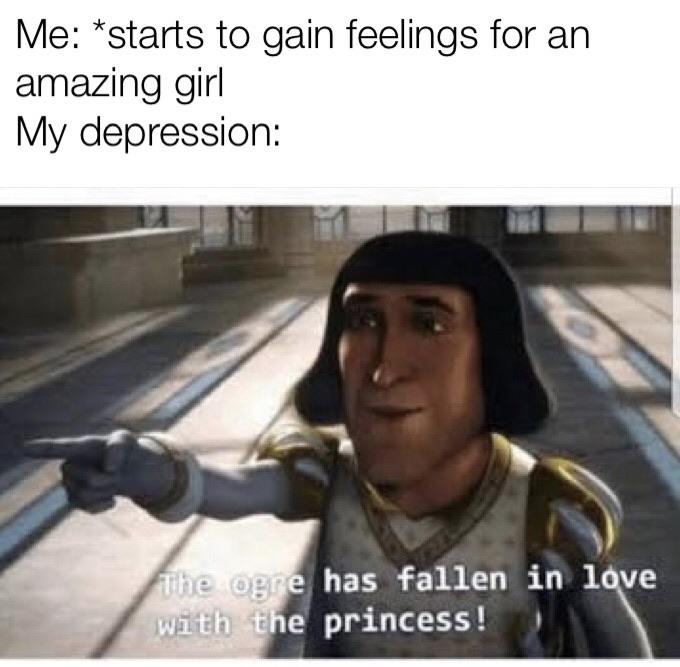 Me: *starts to gain feelings for an
amazing girl
My depression:
The ogre has fallen in love
with the princess!